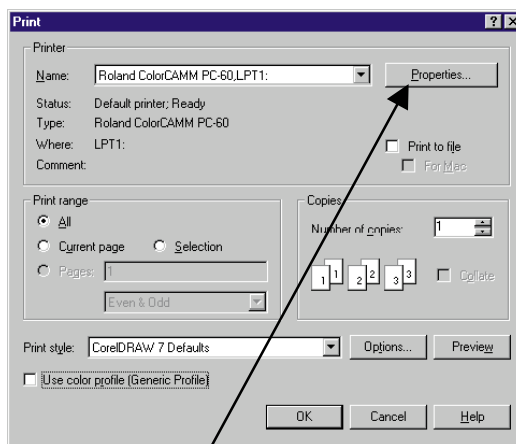 Print
Printer
Name: Roland ColorCAMM PC-60,LPT1: Properties...
Status: Default printer; Ready
Type: Roland ColorCAMM PC-60
Where: LPT1:
Comment:
Print to file
For Mac
Print range
All
Current page Selection
Pages: 1
Even & Odd
Copies
Number of copies: 1
1 1 2 2 3 3
Collate
Print style: CorelDRAW 7 Defaults Options... Preview
Use color profile (Generic Profile)
OK Cancel Help